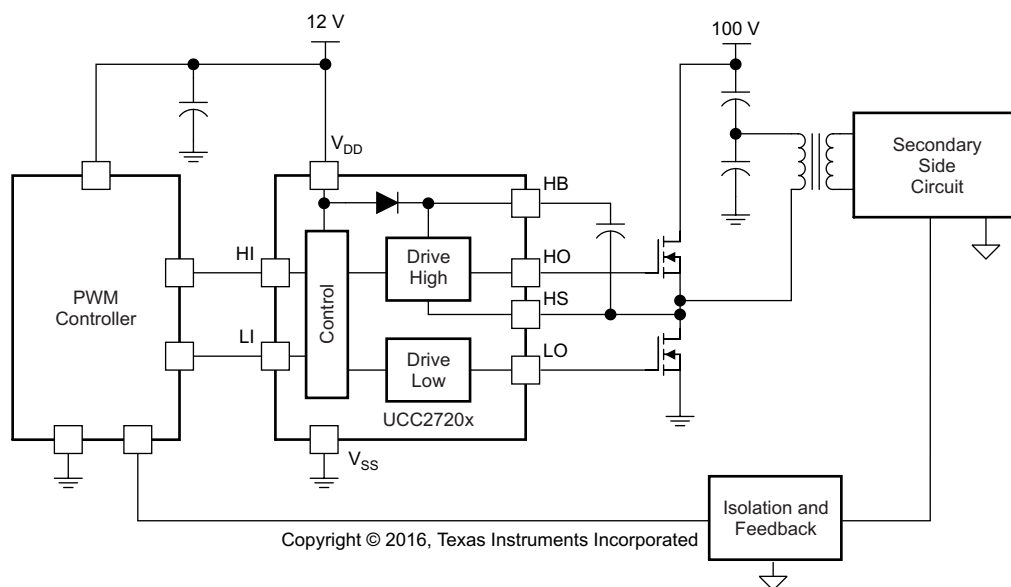 12 V
100 V
V_DD
HB
Secondary
Side
Circuit
HI
Drive
High
HO
PWM
Controller
Control
HS
LI
Drive
Low
LO
UCC2720x
V_SS
Isolation and
Feedback
Copyright © 2016, Texas Instruments Incorporated